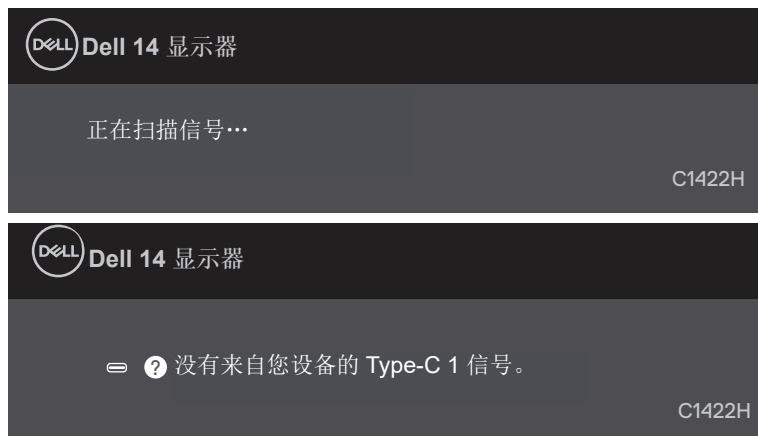 DELL Dell 14 显示器
正在扫描信号…
C1422H
DELL Dell 14 显示器
? 没有来自您设备的 Type-C 1 信号。
C1422H